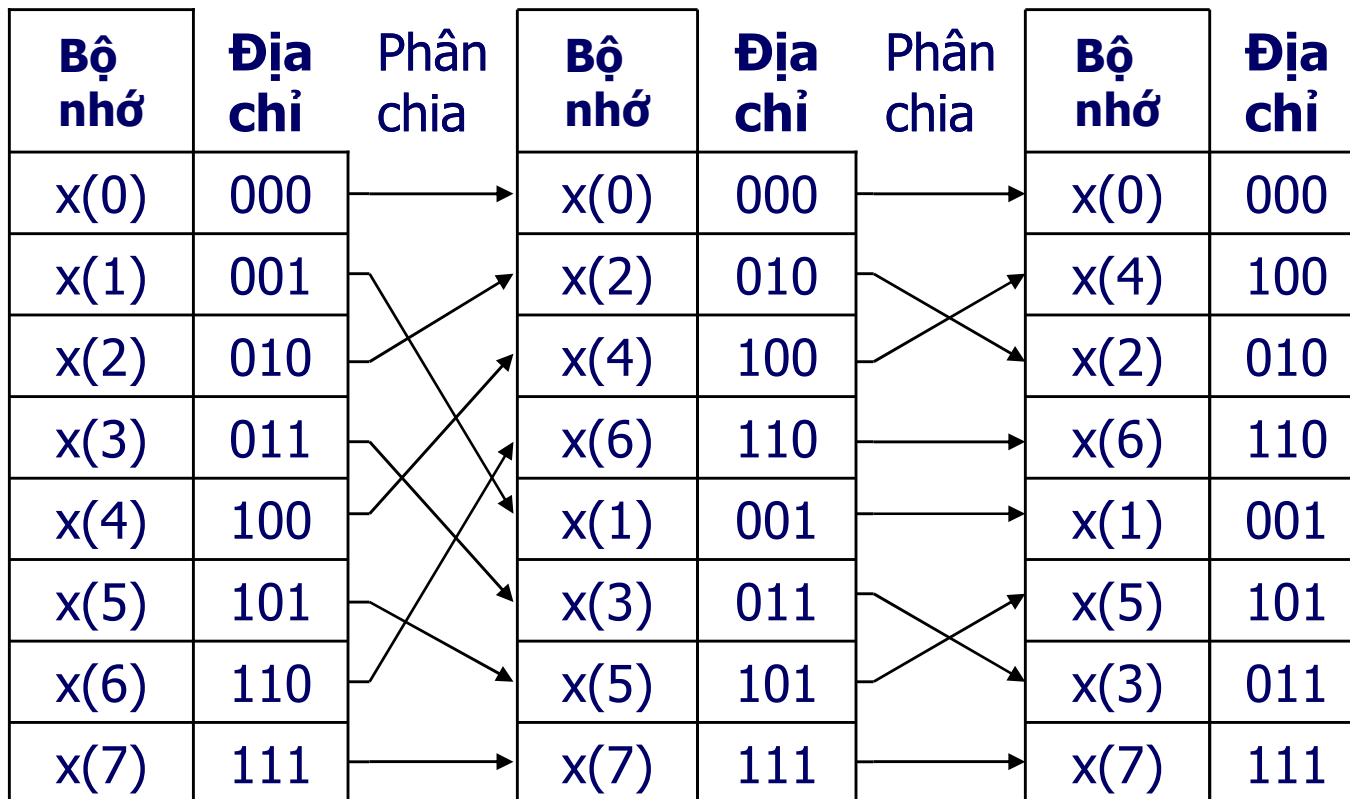 Bộ nhớ Địa chỉ Phân chia Bộ nhớ Địa chỉ Phân chia Bộ nhớ Địa chỉ
x(0) 000 x(0) 000 x(0) 000
x(1) 001 x(2) 010 x(4) 100
x(2) 010 x(4) 100 x(2) 010
x(3) 011 x(6) 110 x(6) 110
x(4) 100 x(1) 001 x(1) 001
x(5) 101 x(3) 011 x(5) 101
x(6) 110 x(5) 101 x(3) 011
x(7) 111 x(7) 111 x(7) 111